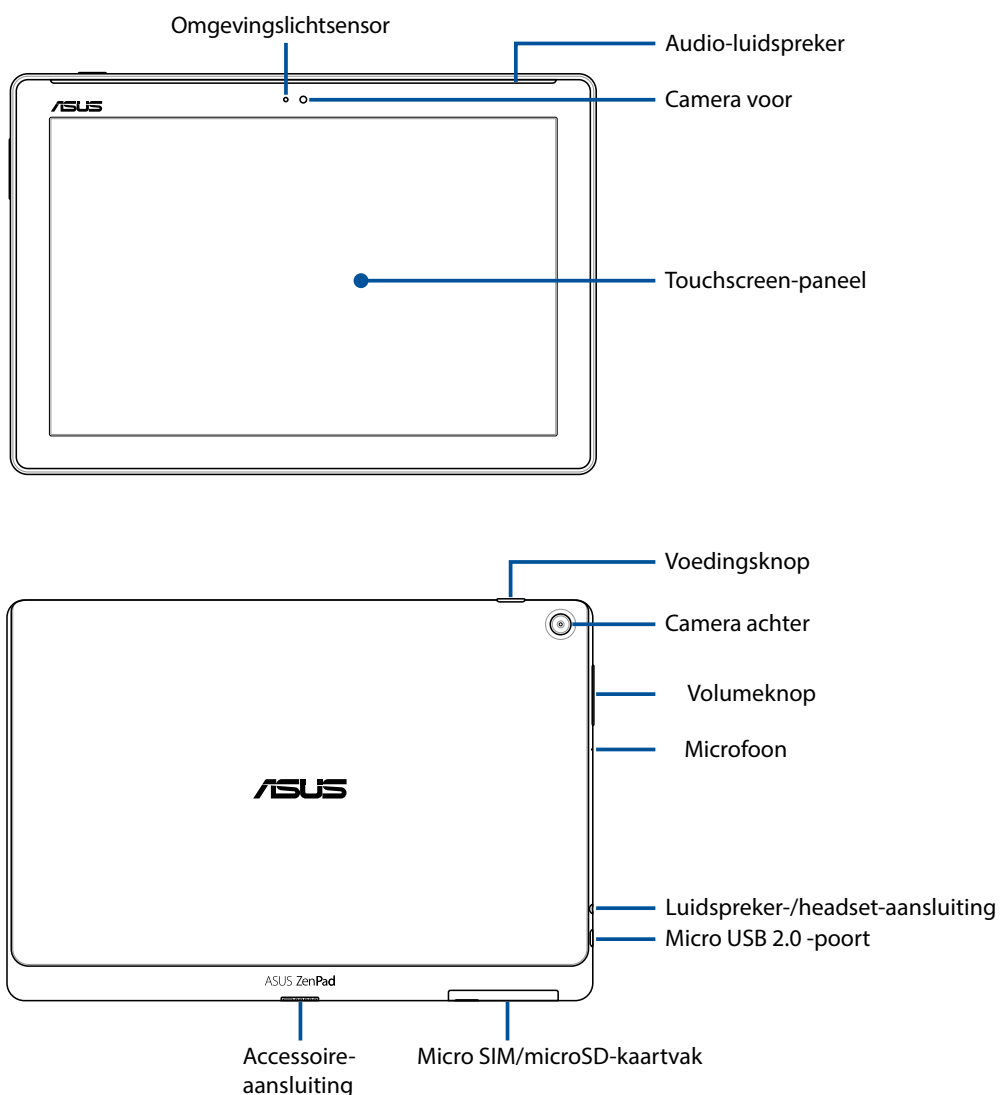 Omgevingslichtsensor
Audio-luidspreker
Camera voor
ASUS
Touchscreen-paneel
Voedingsknop
Camera achter
Volumeknop
Microfoon
ASUS
Luidspreker-/headset-aansluiting
Micro USB 2.0 -poort
ASUS ZenPad
Accessoire-
aansluiting
Micro SIM/microSD-kaartvak